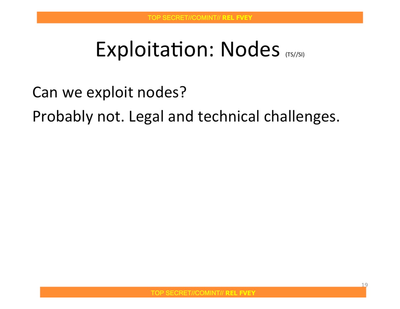 TOP SECRET//COMINT// REL FVEY
Exploitation: Nodes (TS//SI)
Can we exploit nodes?
Probably not. Legal and technical challenges.
19
TOP SECRET//COMINT// REL FVEY